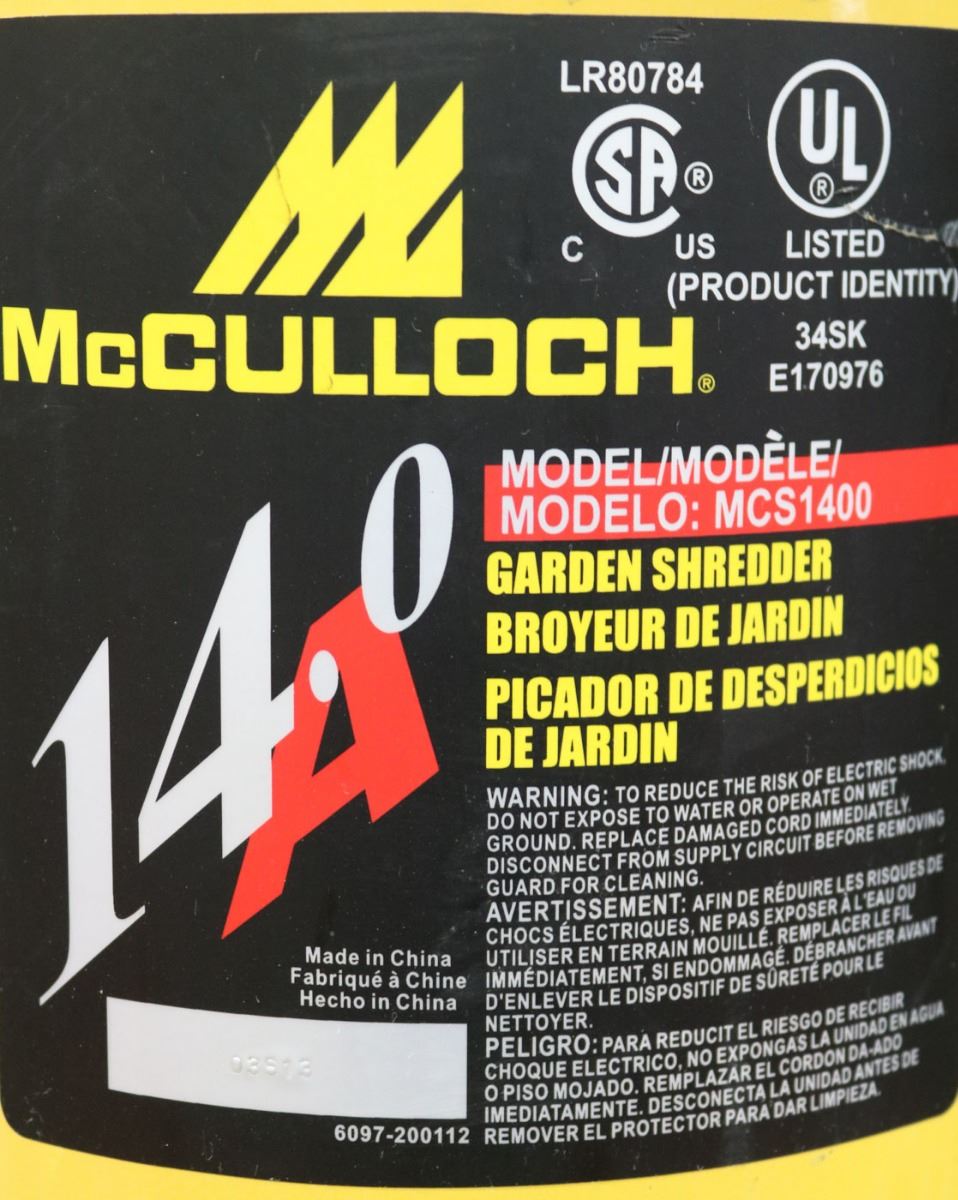 LR80784
CSA®
C US
UL®
LISTED
(PRODUCT IDENTITY)
34SK
E170976
McCULLOCH®
14.0
A
MODEL/MODÈLE/
MODELO: MCS1400
GARDEN SHREDDER
BROYEUR DE JARDIN
PICADOR DE DESPERDICIOS
DE JARDIN
WARNING: TO REDUCE THE RISK OF ELECTRIC SHOCK,
DO NOT EXPOSE TO WATER OR OPERATE ON WET
GROUND. REPLACE DAMAGED CORD IMMEDIATELY.
DISCONNECT FROM SUPPLY CIRCUIT BEFORE REMOVING
GUARD FOR CLEANING.
AVERTISSEMENT: AFIN DE RÉDUIRE LES RISQUES DE
CHOCS ÉLECTRIQUES, NE PAS EXPOSER À L'EAU OU
UTILISER EN TERRAIN MOUILLÉ. REMPLACER LE FIL
IMMÉDIATEMENT, SI ENDOMMAGÉ. DÉBRANCHER AVANT
D'ENLEVER LE DISPOSITIF DE SÛRETÉ POUR LE
NETTOYER.
PELIGRO: PARA REDUCIT EL RIESGO DE RECIBIR
CHOQUE ELECTRICO, NO EXPONGAS LA UNIDAD EN AGUA
O PISO MOJADO. REMPLAZAR EL CORDON DA-ADO
IMEDIATAMENTE. DESCONECTA LA UNIDAD ANTES DE
REMOVER EL PROTECTOR PARA DAR LIMPIEZA.
Made in China
Fabriqué à Chine
Hecho in China
03513
6097-200112